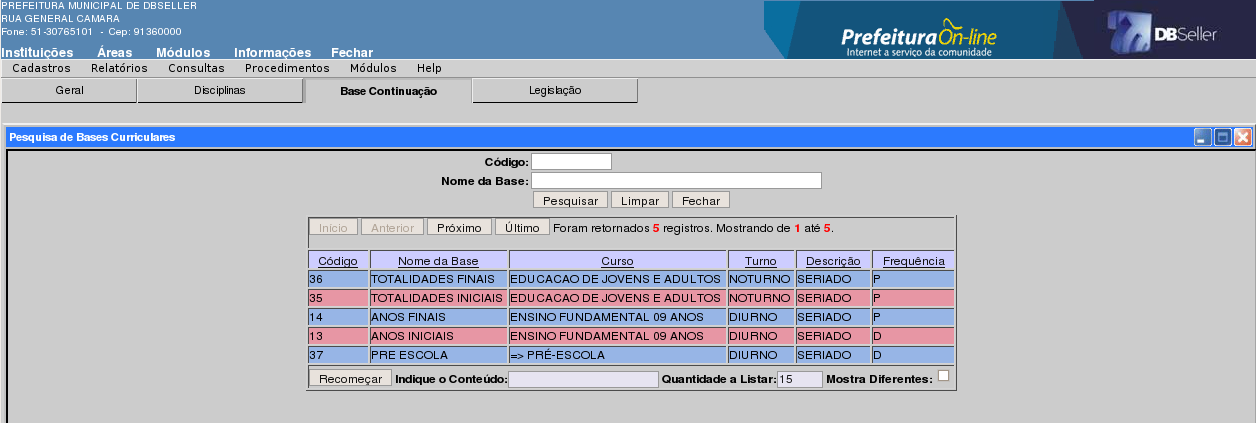 PREFEITURA MUNICIPAL DE DBSELLER
RUA GENERAL CAMARA
Fone: 51-30765101 - Cep: 91360000
PrefeituraOn-line
Internet a serviço da comunidade
DBSeller
Instituições Áreas Módulos Informações Fechar
Cadastros Relatórios Consultas Procedimentos Módulos Help
Geral Disciplinas Base Continuação Legislação
Pesquisa de Bases Curriculares
Código:
Nome da Base:
Pesquisar Limpar Fechar
Início Anterior Próximo Último Foram retornados 5 registros. Mostrando de 1 até 5.
Código Nome da Base Curso Turno Descrição Frequência
36 TOTALIDADES FINAIS EDUCACAO DE JOVENS E ADULTOS NOTURNO SERIADO P
35 TOTALIDADES INICIAIS EDUCACAO DE JOVENS E ADULTOS NOTURNO SERIADO P
14 ANOS FINAIS ENSINO FUNDAMENTAL 09 ANOS DIURNO SERIADO P
13 ANOS INICIAIS ENSINO FUNDAMENTAL 09 ANOS DIURNO SERIADO D
37 PRE ESCOLA => PRÉ-ESCOLA DIURNO SERIADO D
Recomeçar Indique o Conteúdo: Quantidade a Listar: 15 Mostra Diferentes: